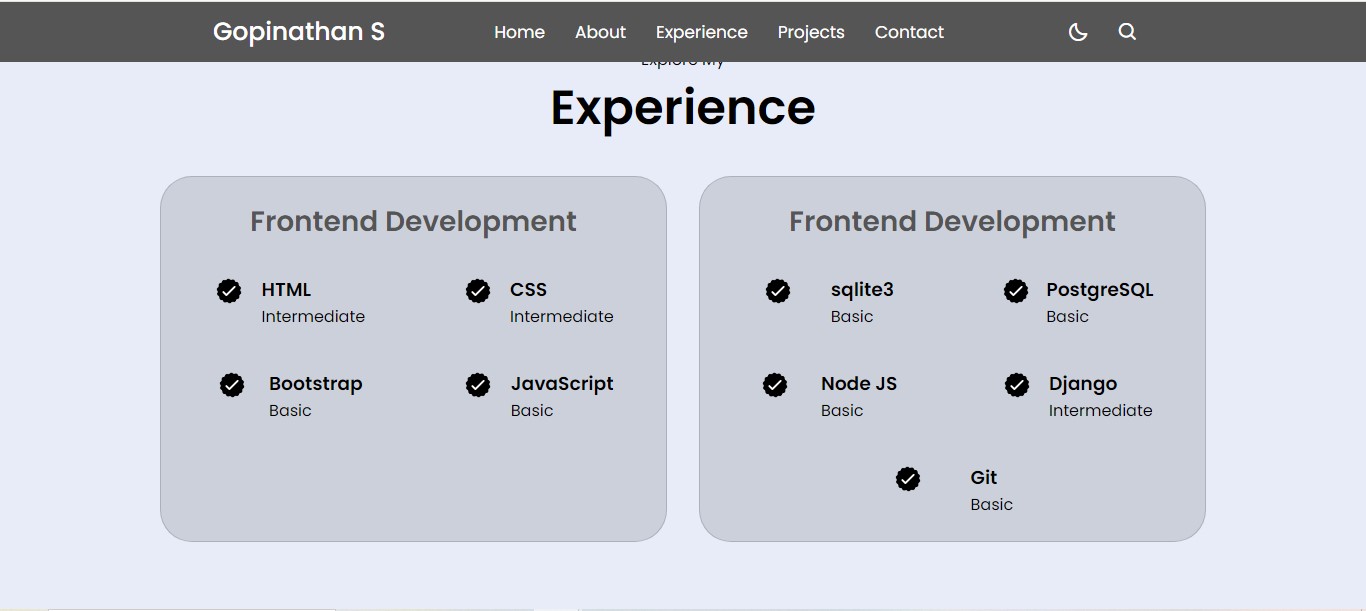 Gopinathan S
Home About Experience Projects Contact
Explore My
Experience
Frontend Development
HTML
Intermediate
CSS
Intermediate
Bootstrap
Basic
JavaScript
Basic
Frontend Development
sqlite3
Basic
PostgreSQL
Basic
Node JS
Basic
Django
Intermediate
Git
Basic